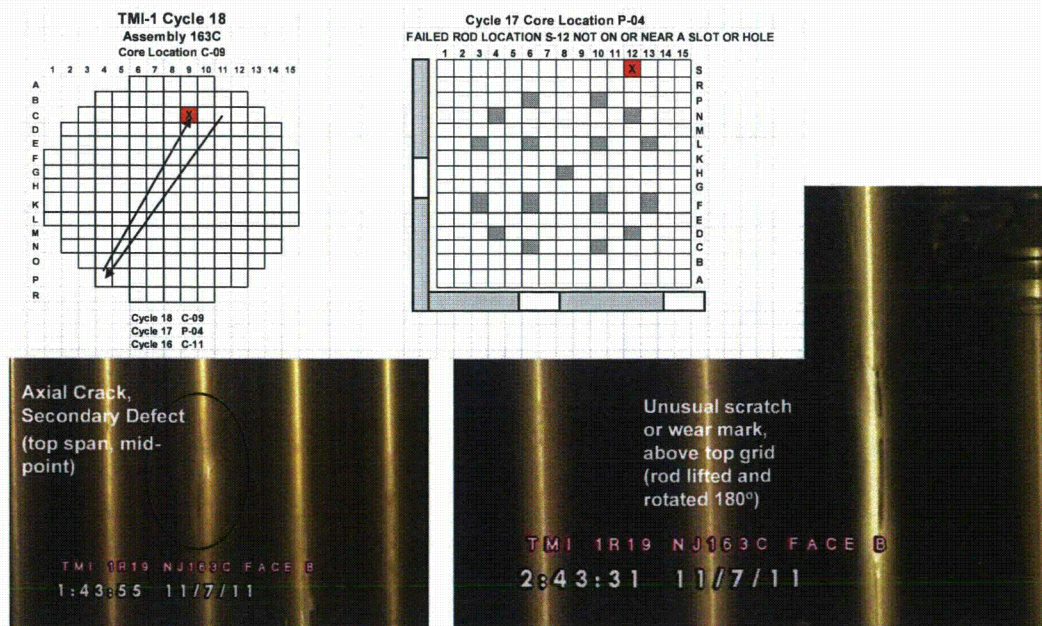 TMI-1 Cycle 18
Assembly 163C
Core Location C-09
1 2 3 4 5 6 7 8 9 10 11 12 13 14 15
A
B
C X
D
E
F
G
H
K
L
M
N
O
P
R
Cycle 18 C-09
Cycle 17 P-04
Cycle 16 C-11
Cycle 17 Core Location P-04
FAILED ROD LOCATION S-12 NOT ON OR NEAR A SLOT OR HOLE
1 2 3 4 5 6 7 8 9 10 11 12 13 14 15
X S
R
P
N
M
L
K
H
G
F
E
D
C
B
A
Axial Crack,
Secondary Defect
(top span, mid-
point)
TMI 1R19 NJ163C FACE B
1:43:55 11/7/11
Unusual scratch
or wear mark,
above top grid
(rod lifted and
rotated 180º)
TMI 1R19 NJ163C FACE B
2:43:31 11/7/11